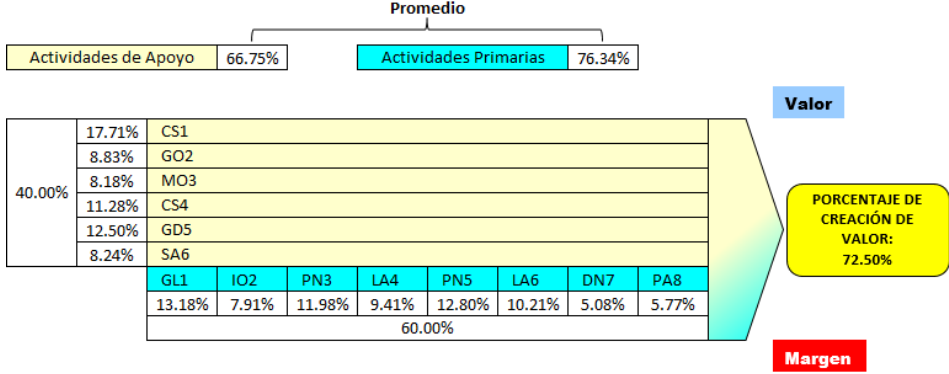 Promedio
Actividades de Apoyo 66.75% Actividades Primarias 76.34%
Valor
17.71% CS1
8.83% GO2
8.18% MO3
40.00%
11.28% CS4
12.50% GD5
8.24% SA6
PORCENTAJE DE
CREACIÓN DE
VALOR:
72.50%
GL1 IO2 PN3 LA4 PN5 LA6 DN7 PA8
13.18% 7.91% 11.98% 9.41% 12.80% 10.21% 5.08% 5.77%
60.00%
Margen